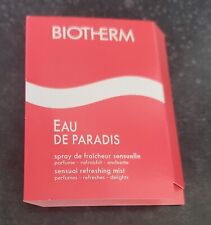 BIOTHERM
EAU
DE PARADIS
spray de fraîcheur sensuelle
parfume - rafraîchit - enchante
sensual refreshing mist
perfumes - refreshes - delights